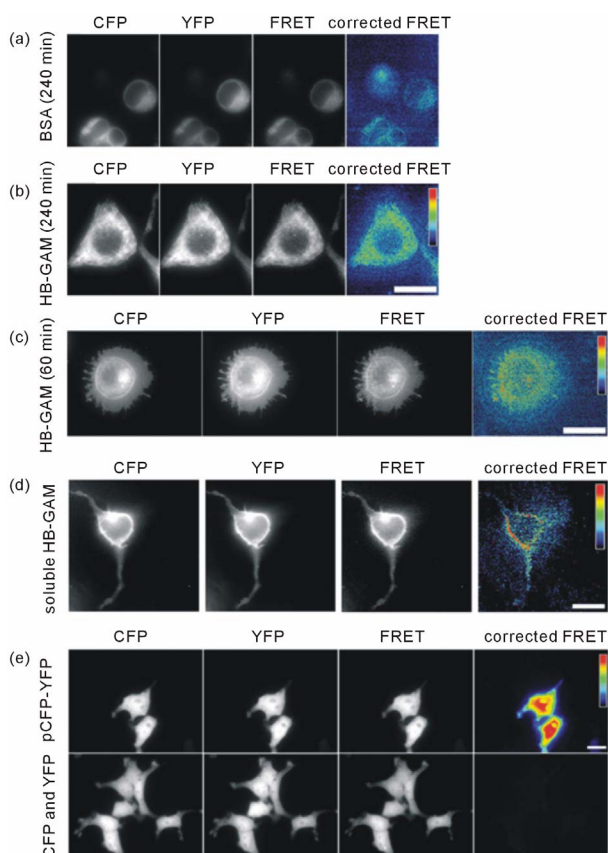 CFP YFP FRET corrected FRET
(a)
BSA (240 min)
CFP YFP FRET corrected FRET
(b)
HB-GAM (240 min)
CFP YFP FRET corrected FRET
(c)
HB-GAM (60 min)
CFP YFP FRET corrected FRET
(d)
soluble HB-GAM
CFP YFP FRET corrected FRET
(e)
pCFP-YFP
CFP and YFP